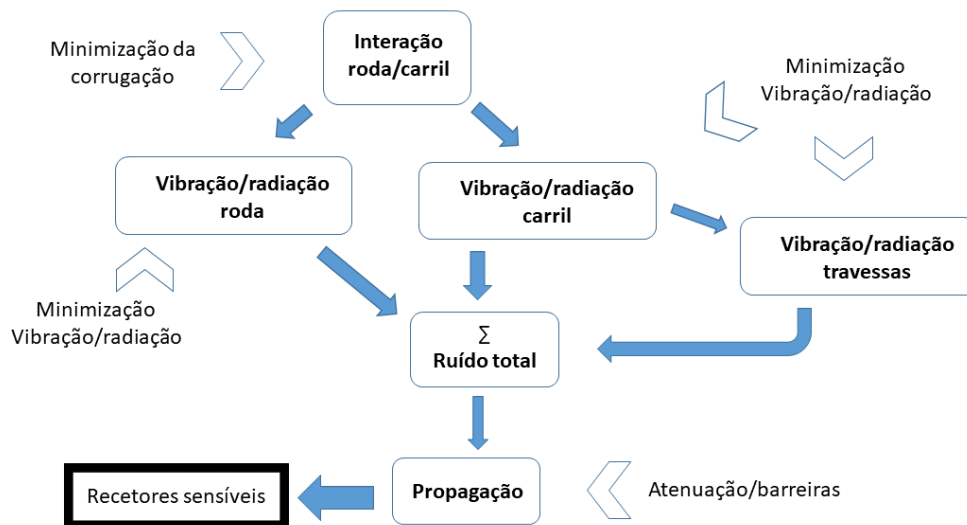 Interação
roda/carril
Minimização da
corrugação
Minimização
Vibração/radiação
Vibração/radiação
roda
Vibração/radiação
carril
Vibração/radiação
travessas
Minimização
Vibração/radiação
∑
Ruído total
Recetores sensíveis
Propagação
Atenuação/barreiras